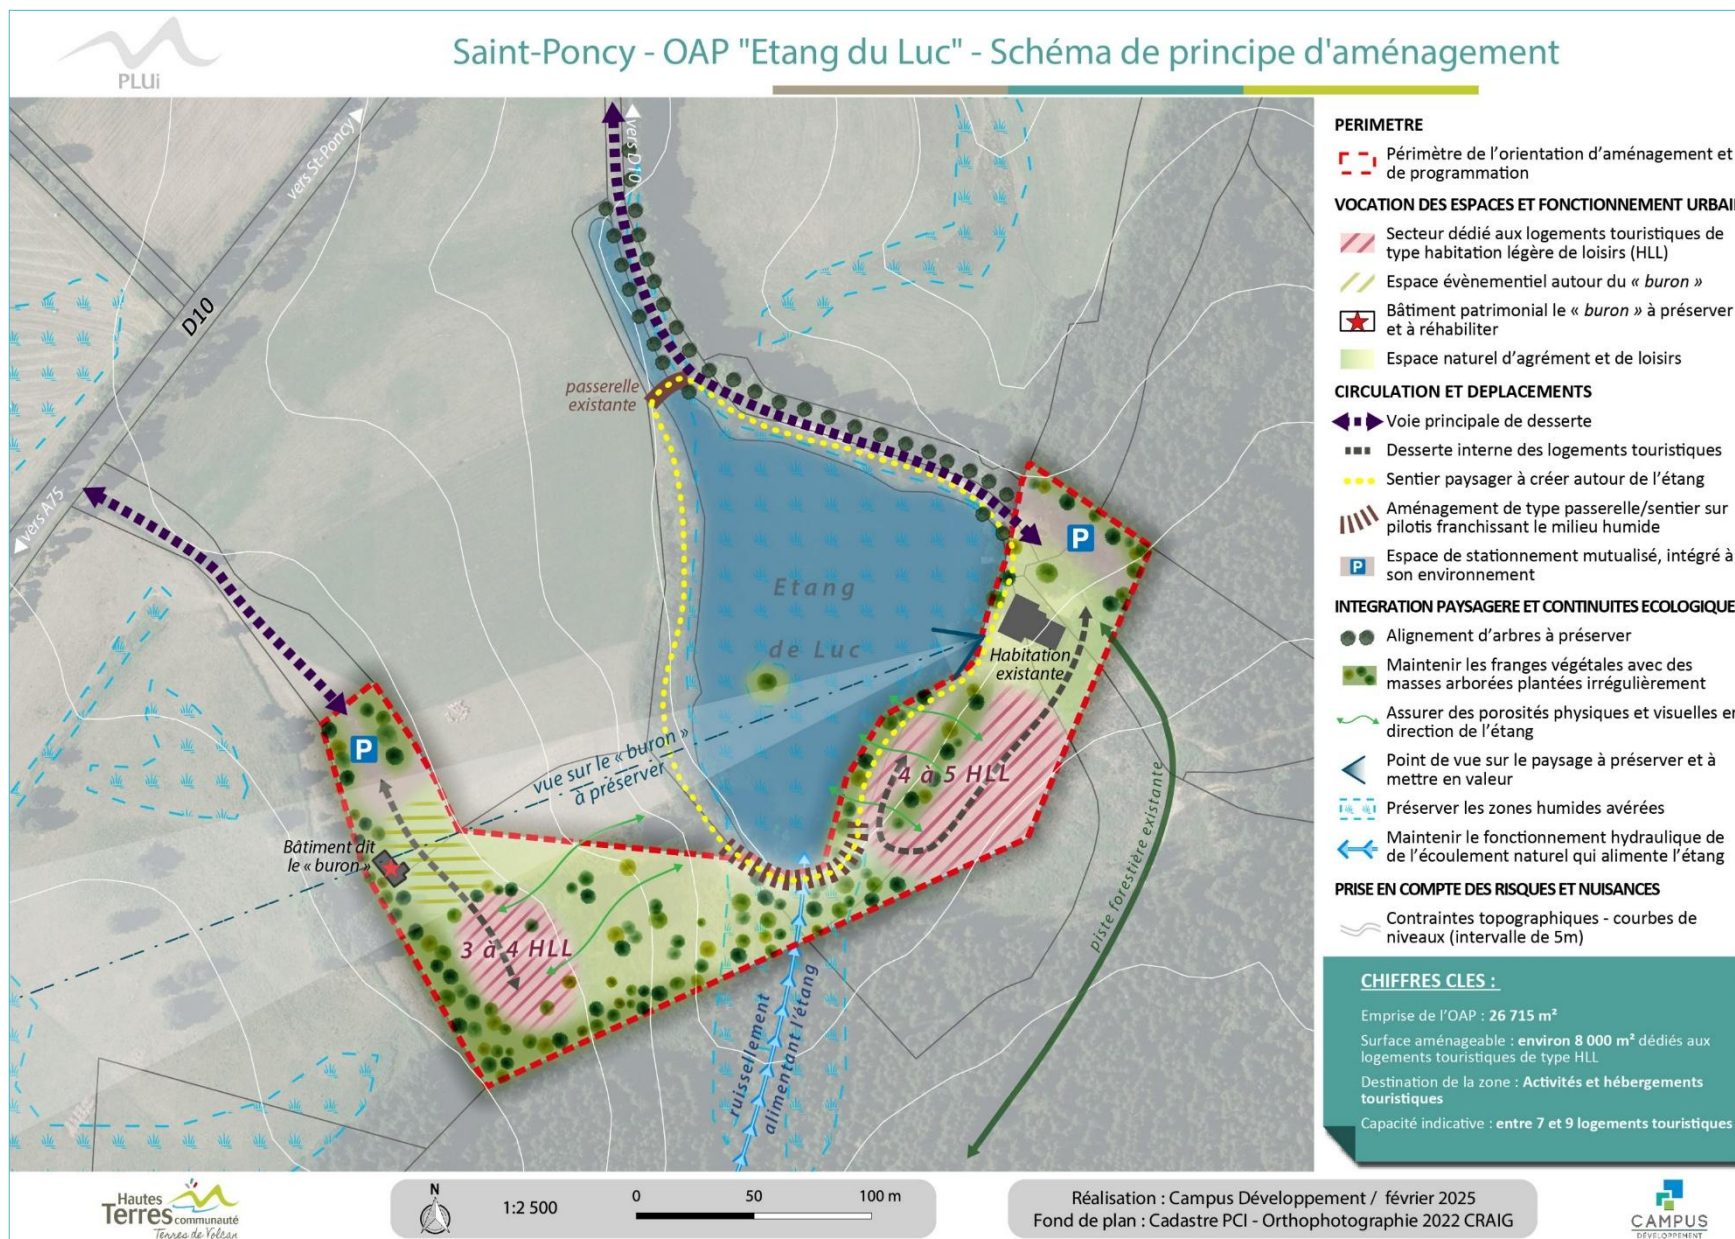 PLUi
Saint-Poncy - OAP "Etang du Luc" - Schéma de principe d'aménagement
vers St-Poncy
vers D10
D10
vers A75
passerelle
existante
Etang
de Luc
P
Habitation
existante
P
vue sur le « buron »
à préserver
4 à 5 HLL
Bâtiment dit
le « buron »
3 à 4 HLL
piste forestière existante
ruissellement
alimentant l'étang
PERIMETRE
Périmètre de l'orientation d'aménagement et
de programmation
VOCATION DES ESPACES ET FONCTIONNEMENT URBAI
Secteur dédié aux logements touristiques de
type habitation légère de loisirs (HLL)
Espace évènementiel autour du « buron »
Bâtiment patrimonial le « buron » à préserver
et à réhabiliter
Espace naturel d'agrément et de loisirs
CIRCULATION ET DEPLACEMENTS
Voie principale de desserte
Desserte interne des logements touristiques
Sentier paysager à créer autour de l'étang
Aménagement de type passerelle/sentier sur
pilotis franchissant le milieu humide
P
Espace de stationnement mutualisé, intégré à
son environnement
INTEGRATION PAYSAGERE ET CONTINUITES ECOLOGIQUE
Alignement d'arbres à préserver
Maintenir les franges végétales avec des
masses arborées plantées irrégulièrement
Assurer des porosités physiques et visuelles en
direction de l'étang
Point de vue sur le paysage à préserver et à
mettre en valeur
Préserver les zones humides avérées
Maintenir le fonctionnement hydraulique de
de l'écoulement naturel qui alimente l'étang
PRISE EN COMPTE DES RISQUES ET NUISANCES
Contraintes topographiques - courbes de
niveaux (intervalle de 5m)
CHIFFRES CLES :
Emprise de l'OAP : 26 715 m²
Surface aménageable : environ 8 000 m² dédiés aux
logements touristiques de type HLL
Destination de la zone : Activités et hébergements
touristiques
Capacité indicative : entre 7 et 9 logements touristiques
Hautes
Terres communauté
Terres de Volcan
N
1:2 500
0 50 100 m
Réalisation : Campus Développement / février 2025
Fond de plan : Cadastre PCI - Orthophotographie 2022 CRAIG
CAMPUS
DÉVELOPPEMENT